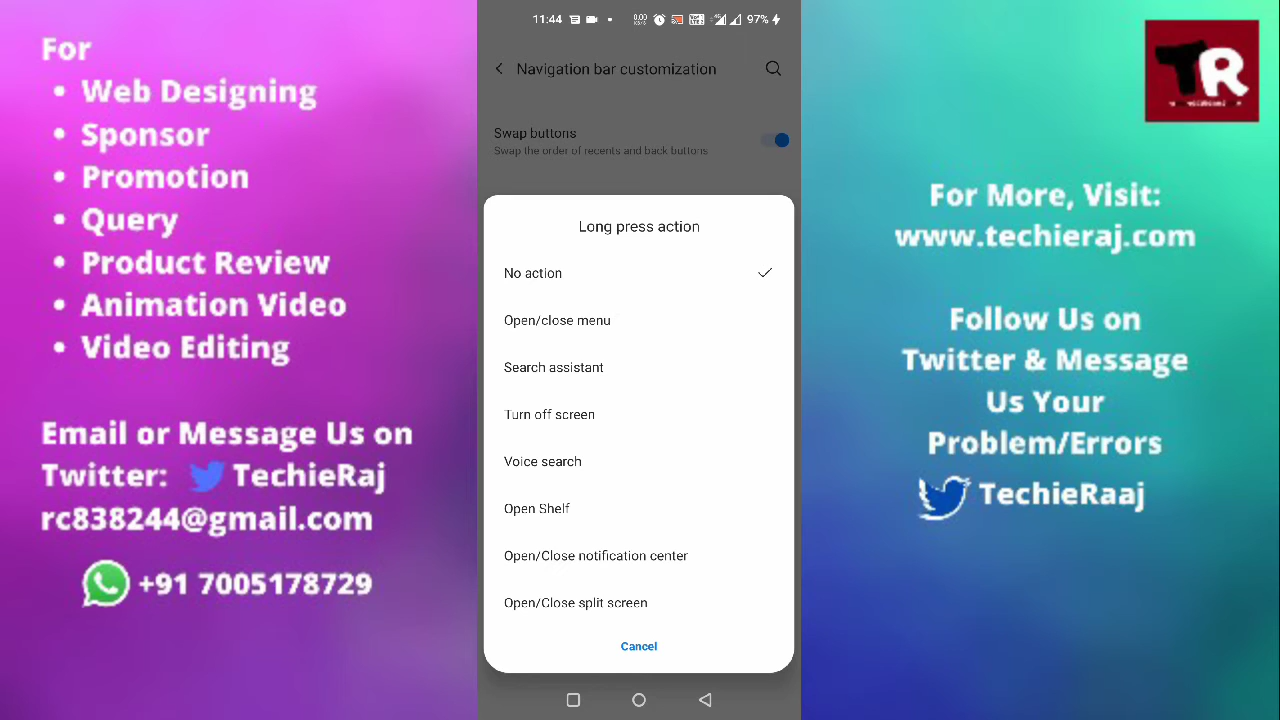 For
• Web Designing
• Sponsor
• Promotion
• Query
• Product Review
• Animation Video
• Video Editing
Email or Message Us on
Twitter: TechieRaj
rc838244@gmail.com
+91 7005178729
11:44
0.00
97%
Navigation bar customization
Swap buttons
Swap the order of recents and back buttons
Long press action
No action
Open/close menu
Search assistant
Turn off screen
Voice search
Open Shelf
Open/Close notification center
Open/Close split screen
Cancel
TR
For More, Visit:
www.techieraj.com
Follow Us on
Twitter & Message
Us Your
Problem/Errors
TechieRaaj